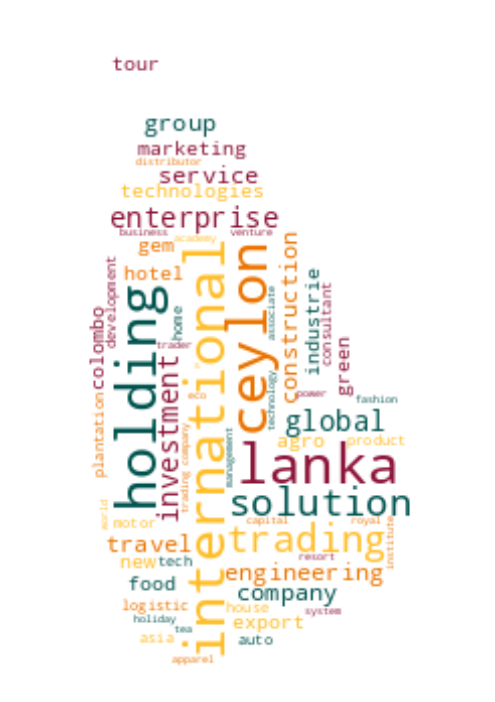 tour
group
marketing
distributor
service
technologies
enterprise
business
venture
academy
gem
hotel
holding
international
ceylon
construction
industrie
consultant
associate
development
colombo
home
trader
investment
green
power
fashion
eco
technology
plantation
trading company
management
global
agro
product
lanka
solution
world
motor
capital
royal
trading
institute
travel
resort
new
tech
engineering
food
company
logistic
house
system
holiday
export
tea
asia
auto
apparel